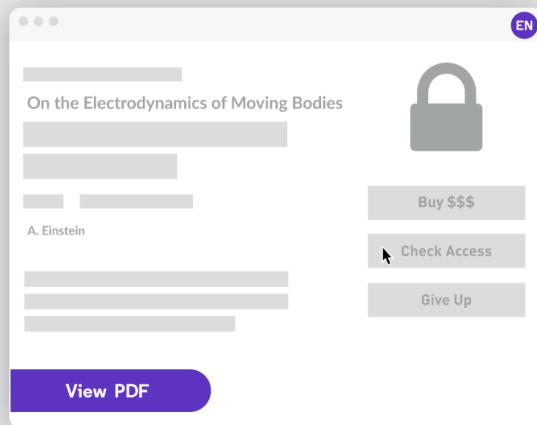 EN
On the Electrodynamics of Moving Bodies
A. Einstein
Buy $$$
Check Access
Give Up
View PDF